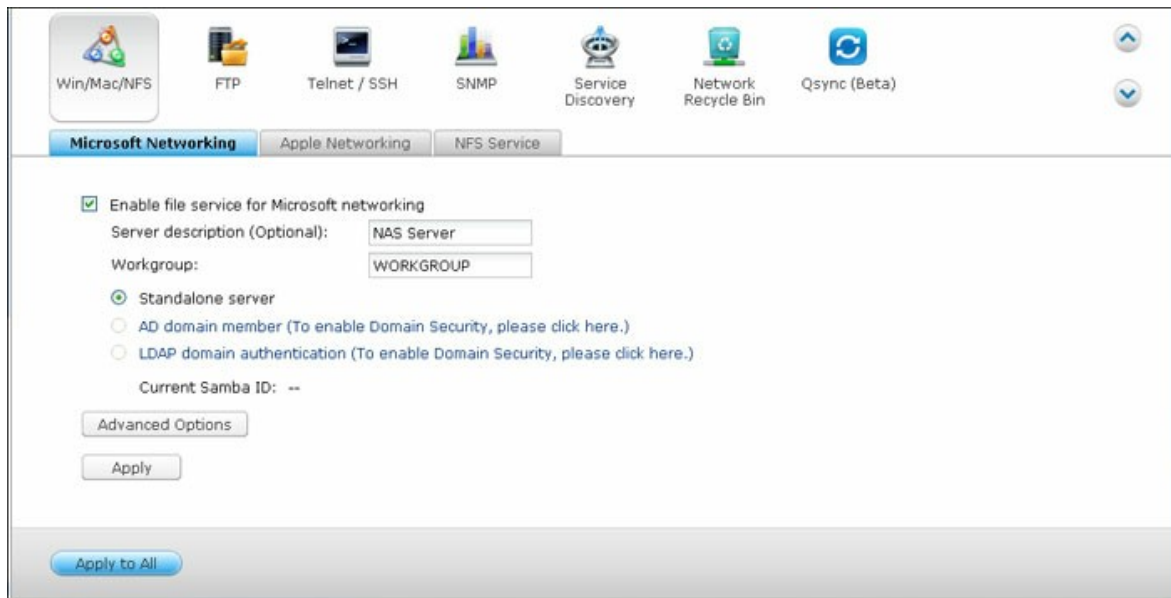 Win/Mac/NFS
FTP
Telnet / SSH
SNMP
Service
Discovery
Network
Recycle Bin
Qsync (Beta)
Microsoft Networking
Apple Networking
NFS Service
Enable file service for Microsoft networking
Server description (Optional): NAS Server
Workgroup: WORKGROUP
Standalone server
AD domain member (To enable Domain Security, please click here.)
LDAP domain authentication (To enable Domain Security, please click here.)
Current Samba ID: --
Advanced Options
Apply
Apply to All